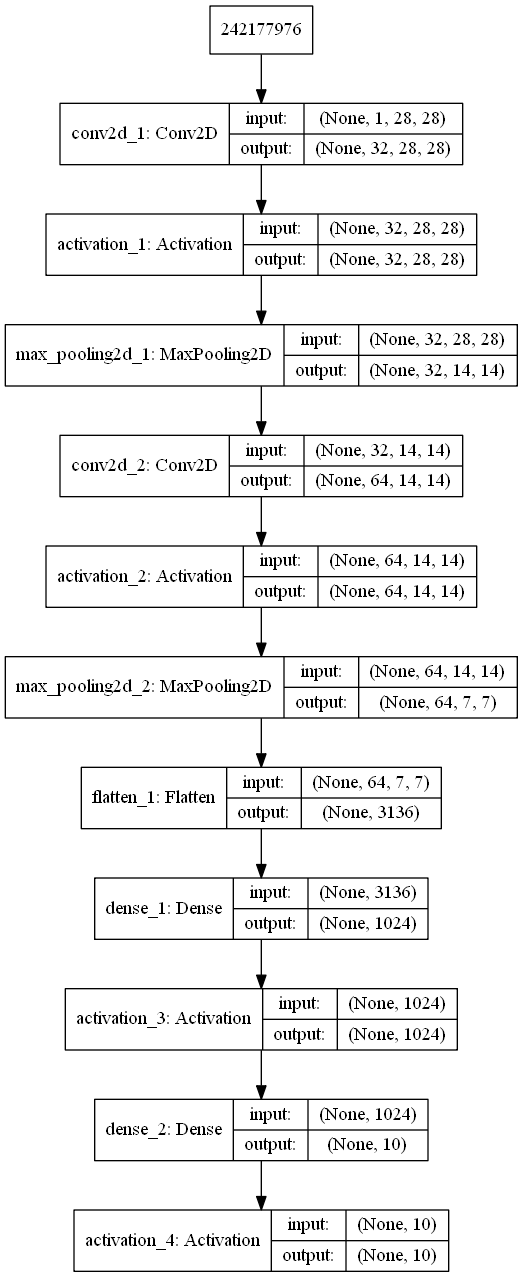 242177976
conv2d_1: Conv2D
input: (None, 1, 28, 28)
output: (None, 32, 28, 28)
activation_1: Activation
input: (None, 32, 28, 28)
output: (None, 32, 28, 28)
max_pooling2d_1: MaxPooling2D
input: (None, 32, 28, 28)
output: (None, 32, 14, 14)
conv2d_2: Conv2D
input: (None, 32, 14, 14)
output: (None, 64, 14, 14)
activation_2: Activation
input: (None, 64, 14, 14)
output: (None, 64, 14, 14)
max_pooling2d_2: MaxPooling2D
input: (None, 64, 14, 14)
output: (None, 64, 7, 7)
flatten_1: Flatten
input: (None, 64, 7, 7)
output: (None, 3136)
dense_1: Dense
input: (None, 3136)
output: (None, 1024)
activation_3: Activation
input: (None, 1024)
output: (None, 1024)
dense_2: Dense
input: (None, 1024)
output: (None, 10)
activation_4: Activation
input: (None, 10)
output: (None, 10)